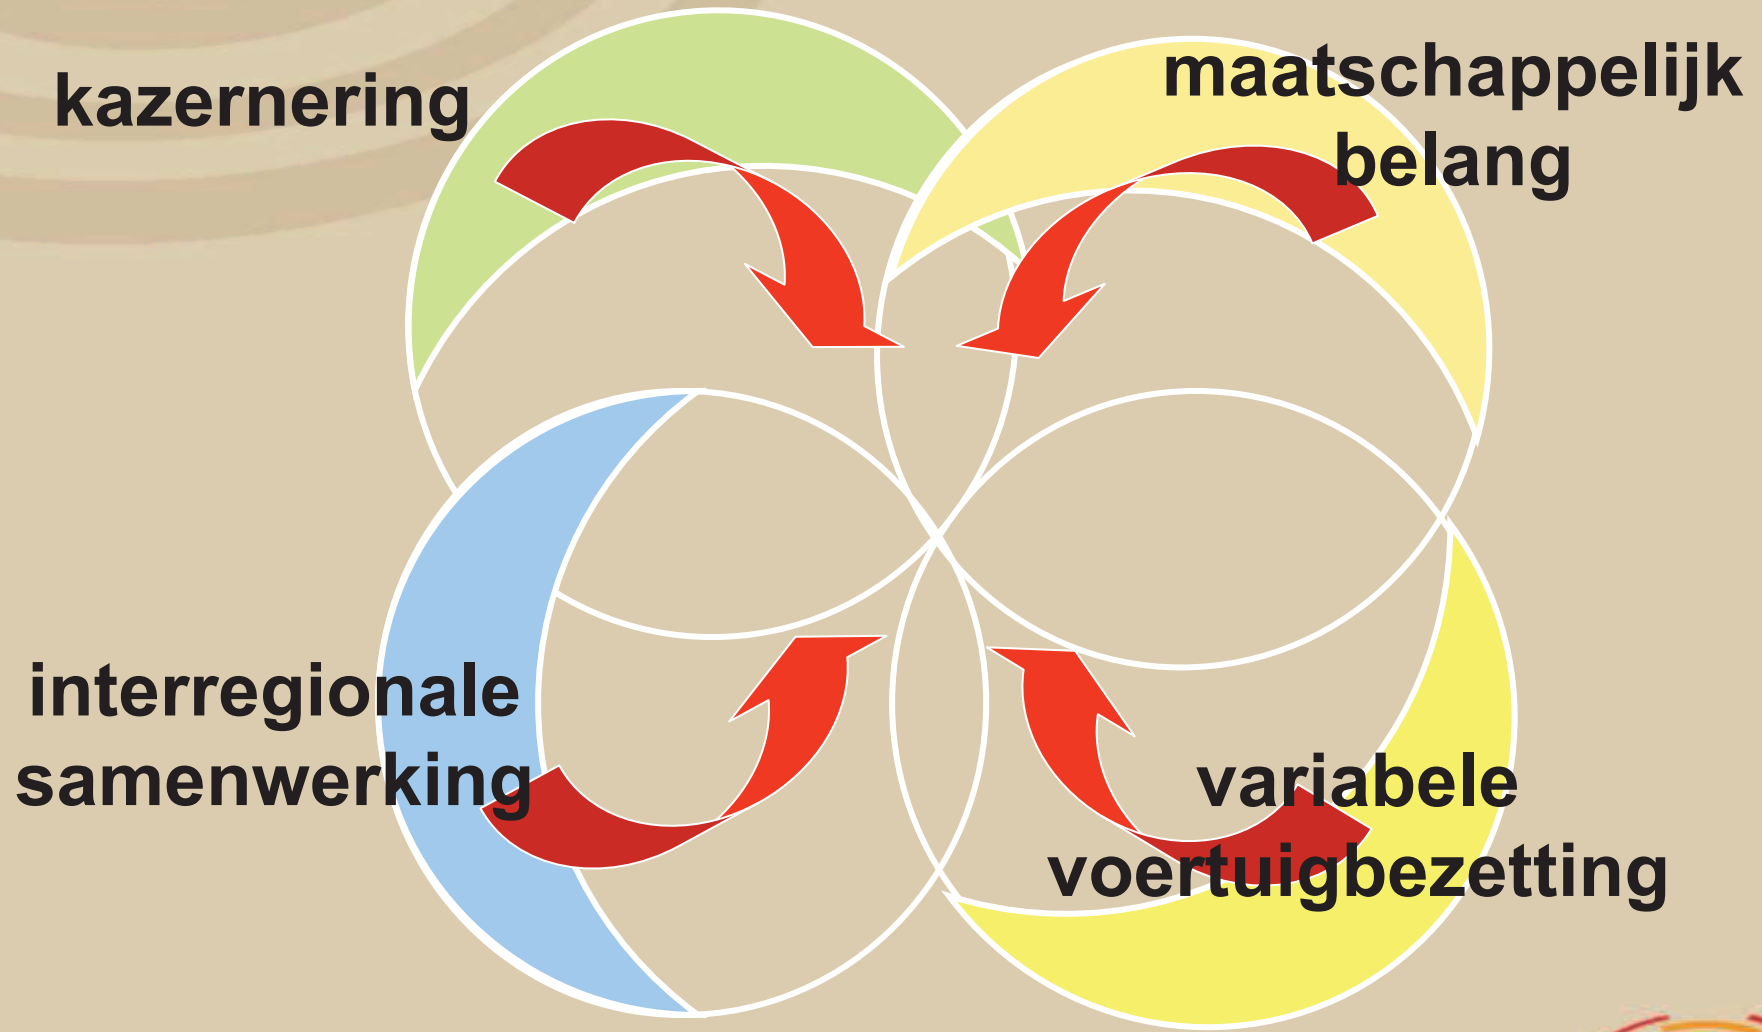 kazernering
maatschappelijk
belang
interregionale
samenwerking
variabele
voertuigbezetting